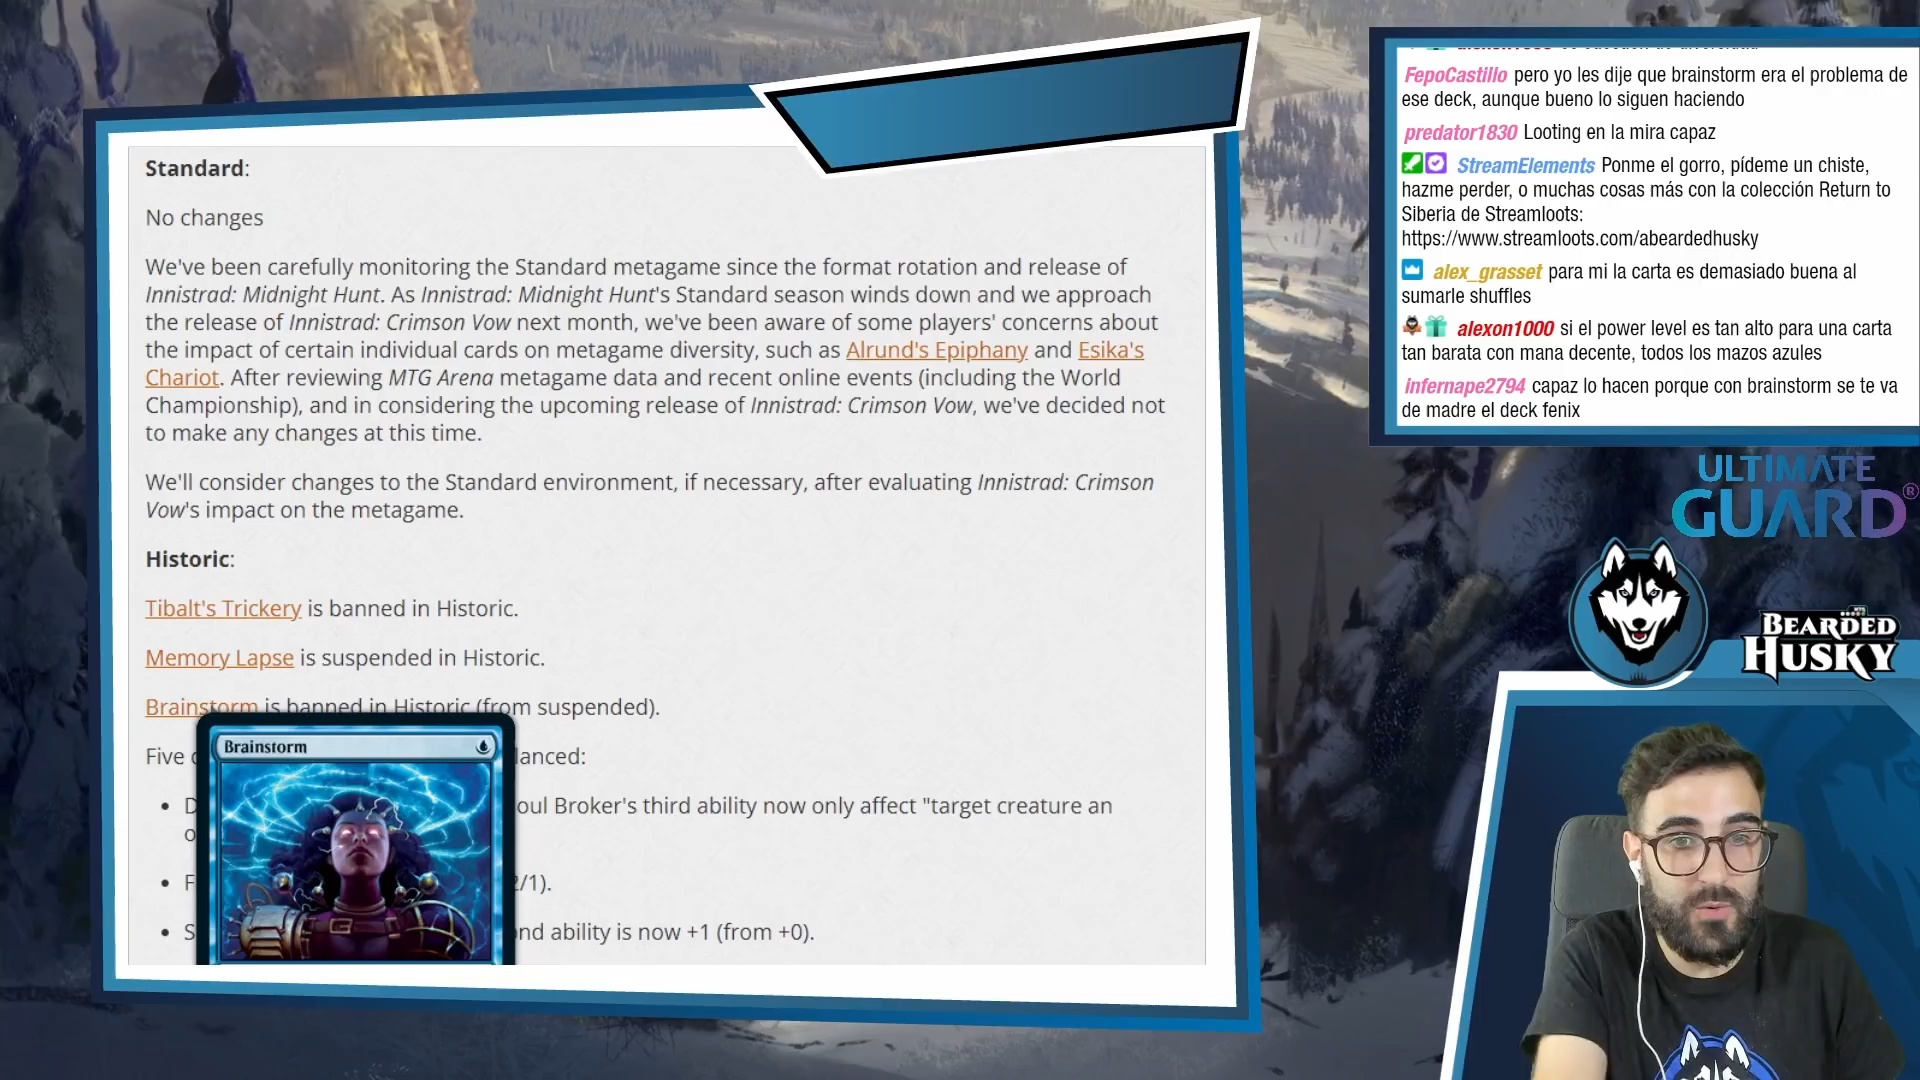 Standard:
No changes
We've been carefully monitoring the Standard metagame since the format rotation and release of
Innistrad: Midnight Hunt. As Innistrad: Midnight Hunt's Standard season winds down and we approach
the release of Innistrad: Crimson Vow next month, we've been aware of some players' concerns about
the impact of certain individual cards on metagame diversity, such as Alrund's Epiphany and Esika's
Chariot. After reviewing MTG Arena metagame data and recent online events (including the World
Championship), and in considering the upcoming release of Innistrad: Crimson Vow, we've decided not
to make any changes at this time.
We'll consider changes to the Standard environment, if necessary, after evaluating Innistrad: Crimson
Vow's impact on the metagame.
Historic:
Tibalt's Trickery is banned in Historic.
Memory Lapse is suspended in Historic.
Brainstorm is banned in Historic (from suspended).
Five
Brainstorm
oul Broker's third ability now only affect "target creature an
2/1).
nd ability is now +1 (from +0).
FepoCastillo pero yo les dije que brainstorm era el problema de
ese deck, aunque bueno lo siguen haciendo
predator1830 Looting en la mira capaz
StreamElements Ponme el gorro, pídeme un chiste,
hazme perder, o muchas cosas más con la colección Return to
Siberia de Streamloots:
https://www.streamloots.com/abeardedhusky
alex_grasset para mi la carta es demasiado buena al
sumarle shuffles
alexon1000 si el power level es tan alto para una carta
tan barata con mana decente, todos los mazos azules
infernape2794 capaz lo hacen porque con brainstorm se te va
de madre el deck fenix
ULTIMATE
GUARD®
BEARDED
HUSKY